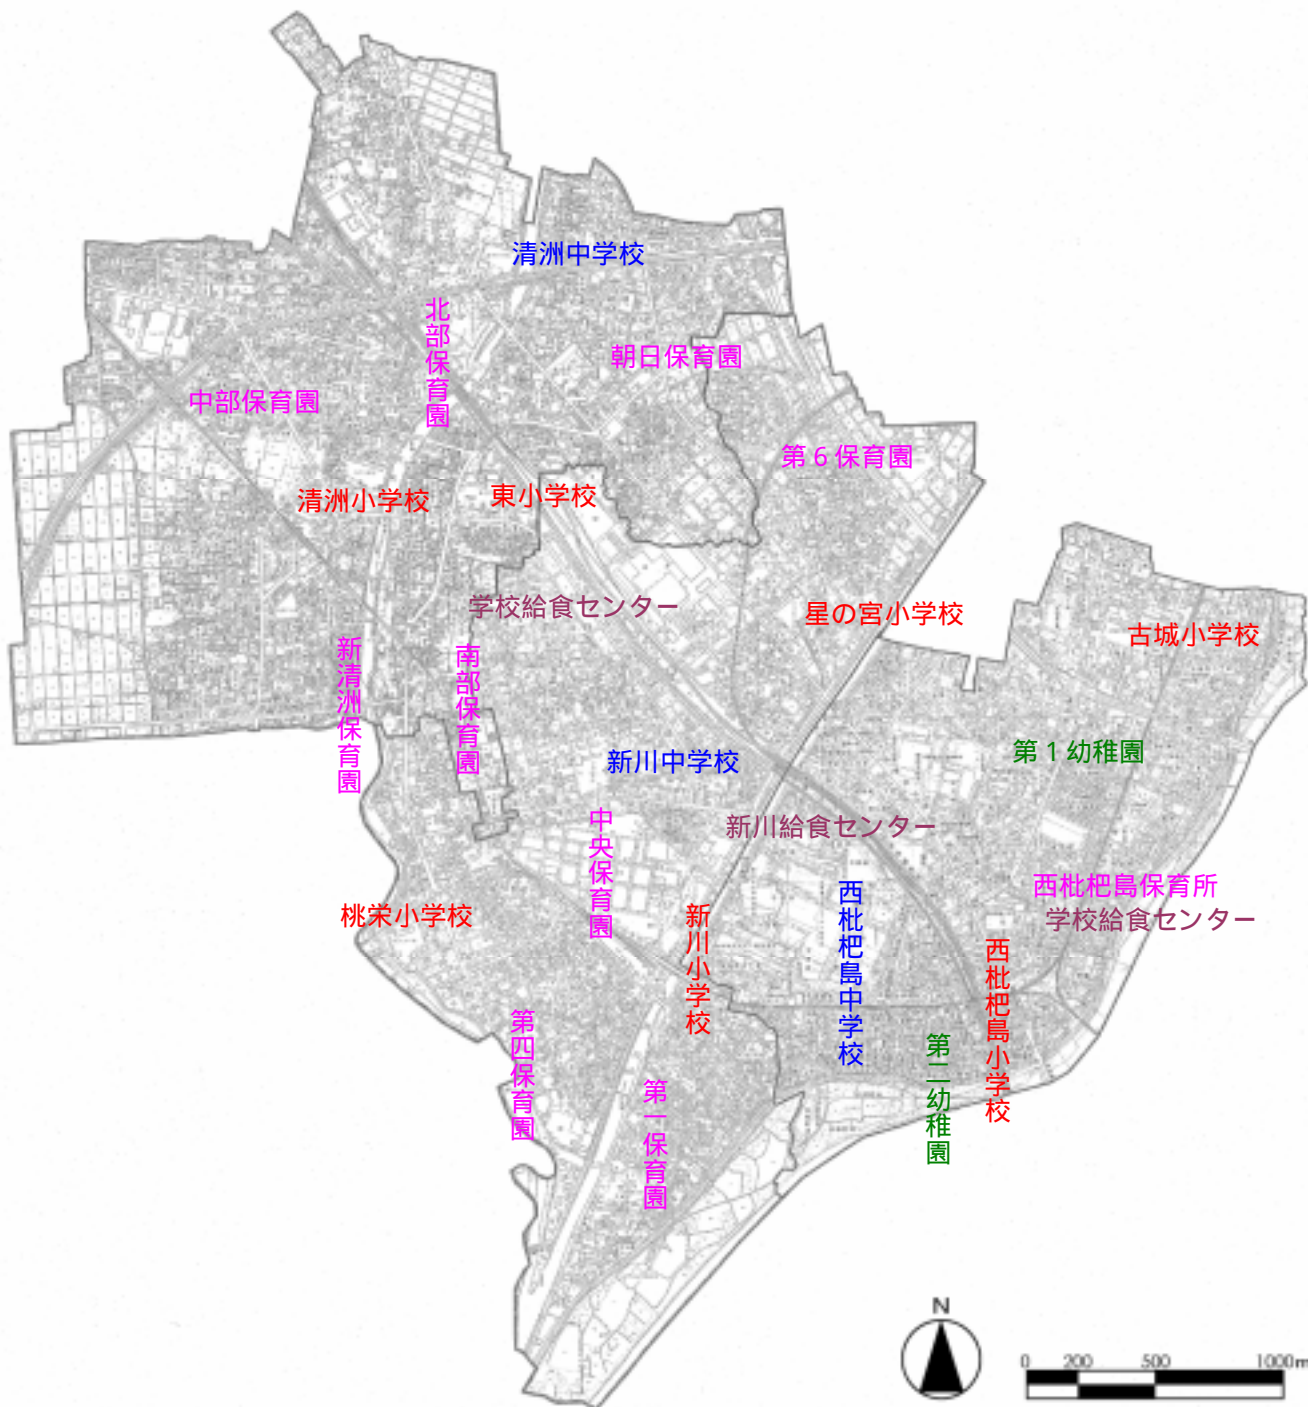 清洲中学校
北部保育園
朝日保育園
中部保育園
第6保育園
清洲小学校
東小学校
学校給食センター
星の宮小学校
古城小学校
新清洲保育園
南部保育園
新川中学校
第1幼稚園
中央保育園
新川給食センター
西枇杷島保育所
学校給食センター
西枇杷島中学校
桃栄小学校
新川小学校
西枇杷島小学校
第四保育園
第二幼稚園
第一保育園
N
0 200 500 1000m